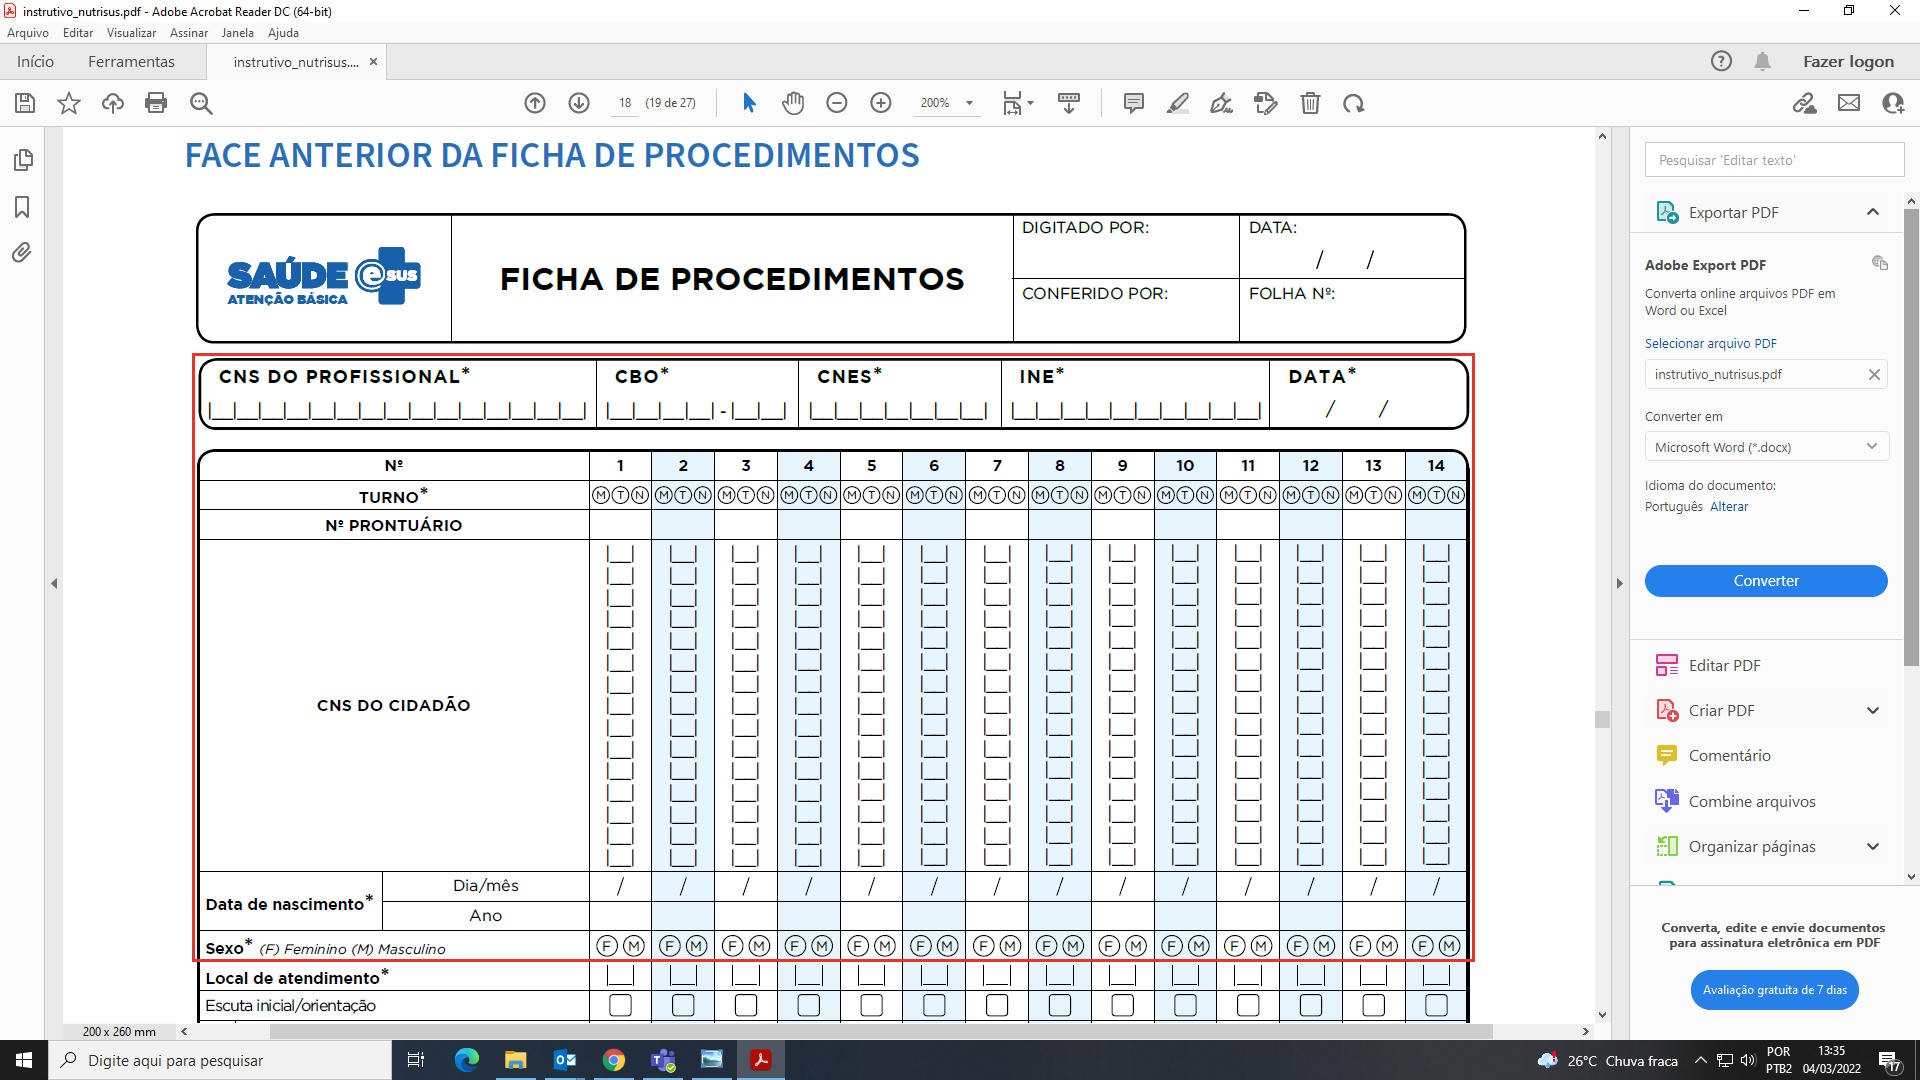 instrutivo_nutrisus.pdf - Adobe Acrobat Reader DC (64-bit)
Arquivo Editar Visualizar Assinar Janela Ajuda
Início Ferramentas instrutivo_nutrisus.... Fazer logon
18 (19 de 27) 200%
FACE ANTERIOR DA FICHA DE PROCEDIMENTOS
SAÚDE e SUS
ATENÇÃO BÁSICA
FICHA DE PROCEDIMENTOS
DIGITADO POR: DATA:
/ /
CONFERIDO POR: FOLHA Nº:
CNS DO PROFISSIONAL* CBO* CNES* INE* DATA*
- / /
Nº 1 2 3 4 5 6 7 8 9 10 11 12 13 14
TURNO* M T N M T N M T N M T N M T N M T N M T N M T N M T N M T N M T N M T N M T N M T N
Nº PRONTUÁRIO
CNS DO CIDADÃO
Data de nascimento*
Dia/mês / / / / / / / / / / / / / /
Ano
Sexo* (F) Feminino (M) Masculino F M F M F M F M F M F M F M F M F M F M F M F M F M F M
Local de atendimento*
Escuta inicial/orientação
200 x 260 mm
Pesquisar 'Editar texto'
Exportar PDF
Adobe Export PDF
Converta online arquivos PDF em
Word ou Excel
Selecionar arquivo PDF
instrutivo_nutrisus.pdf
Converter em
Microsoft Word (*.docx)
Idioma do documento:
Português Alterar
Converter
Editar PDF
Criar PDF
Comentário
Combine arquivos
Organizar páginas
Converta, edite e envie documentos
para assinatura eletrônica em PDF
Avaliação gratuita de 7 dias
Digite aqui para pesquisar
26°C Chuva fraca
POR
PTB2
13:35
04/03/2022
17